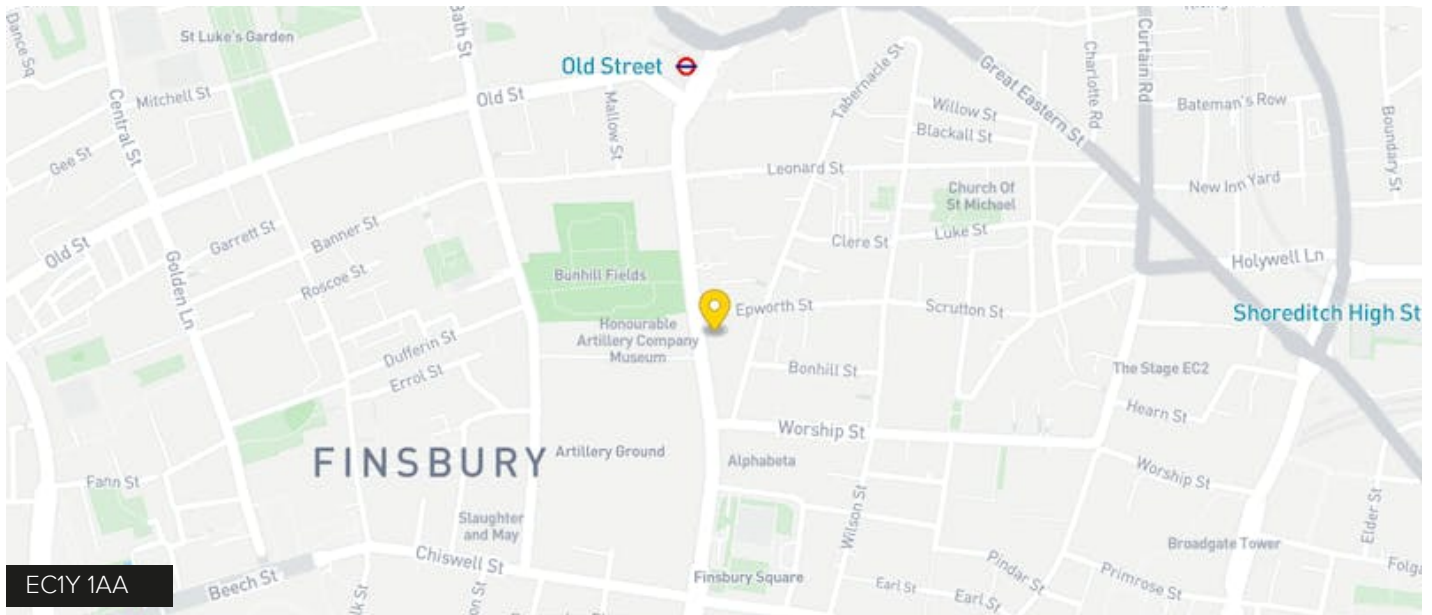 Dance Sq
St Luke's Garden
Bath St
Old Street
Tabernacle St
Great Eastern St
Charlotte Rd
Curtain Rd
Central St
Mitchell St
Old St
Mallow St
Willow St
Blackall St
Bateman's Row
Boundary St
Gee St
Leonard St
New Inn Yard
Church Of
St Michael
Garrett St
Banner St
Old St
Clere St
Luke St
Golden Ln
Roscoe St
Bunhill Fields
Holywell Ln
Epworth St
Scrutton St
Shoreditch High St
Honourable
Artillery Company
Museum
Dufferin St
Errol St
Bonhill St
The Stage EC2
Hearn St
Worship St
FINSBURY
Artillery Ground
Alphabeta
Worship St
Fann St
Wilson St
Elder St
Slaughter
and May
Broadgate Tower
Chiswell St
Pindar St
Primrose St
Folga
Finsbury Square
Earl St
Earl St
EC1Y 1AA
Beech St
lk St
on St